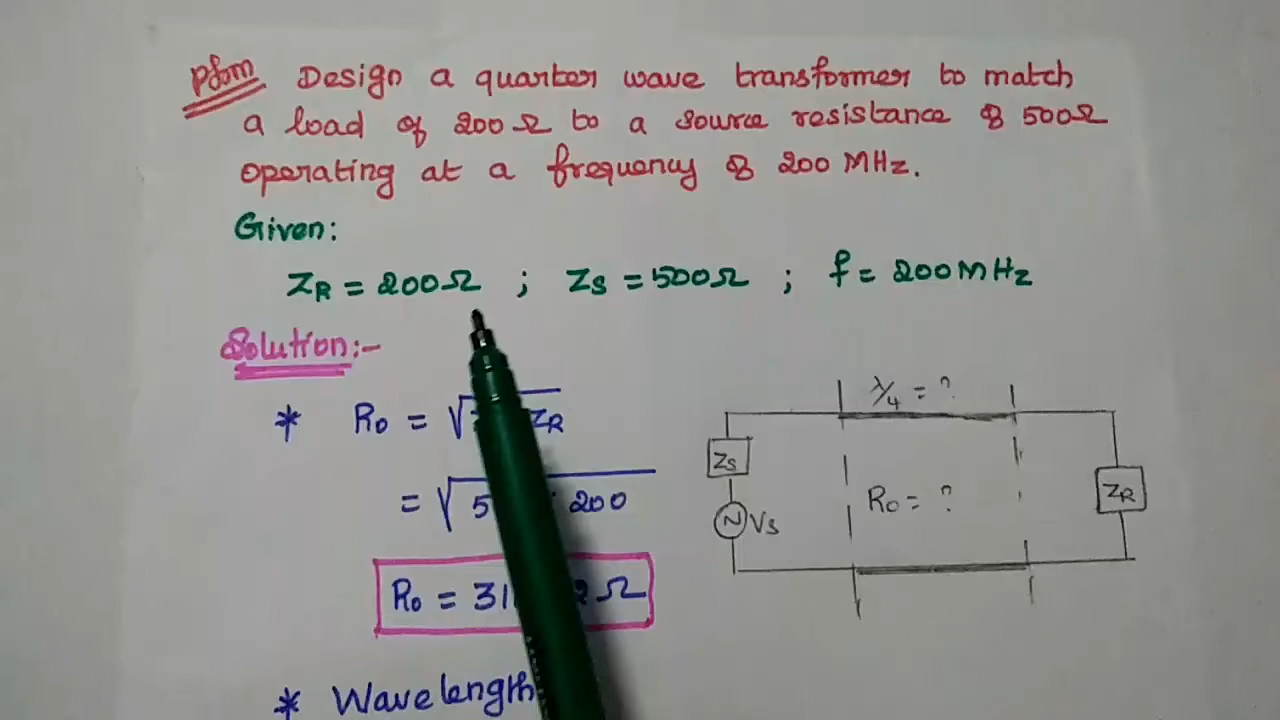 Pbm Design a quarter wave transformer to match
a load of 200Ω to a source resistance of 500Ω
operating at a frequency of 200 MHz.
Given:
ZR = 200Ω ; ZS = 500Ω ; f = 200MHz
Solution:-
* R0 = √ ZR
= √5 200
R0 = 31 2Ω
* Wavelength
λ/4 = ?
ZS
R0 = ?
ZR
VS